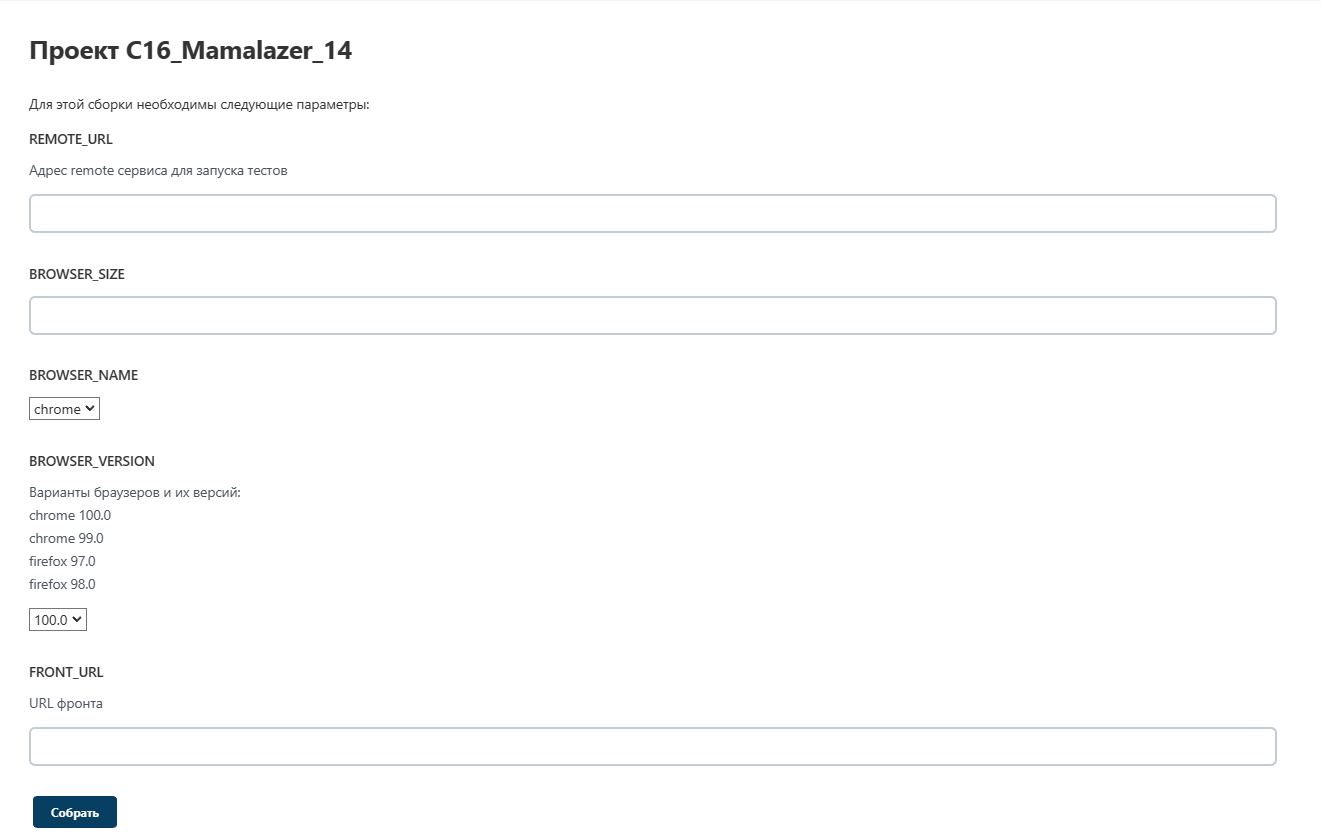 Проект C16_Mamalazer_14
Для этой сборки необходимы следующие параметры:
REMOTE_URL
Адрес remote сервиса для запуска тестов
BROWSER_SIZE
BROWSER_NAME
chrome
BROWSER_VERSION
Варианты браузеров и их версий:
chrome 100.0
chrome 99.0
firefox 97.0
firefox 98.0
100.0
FRONT_URL
URL фронта
Собрать